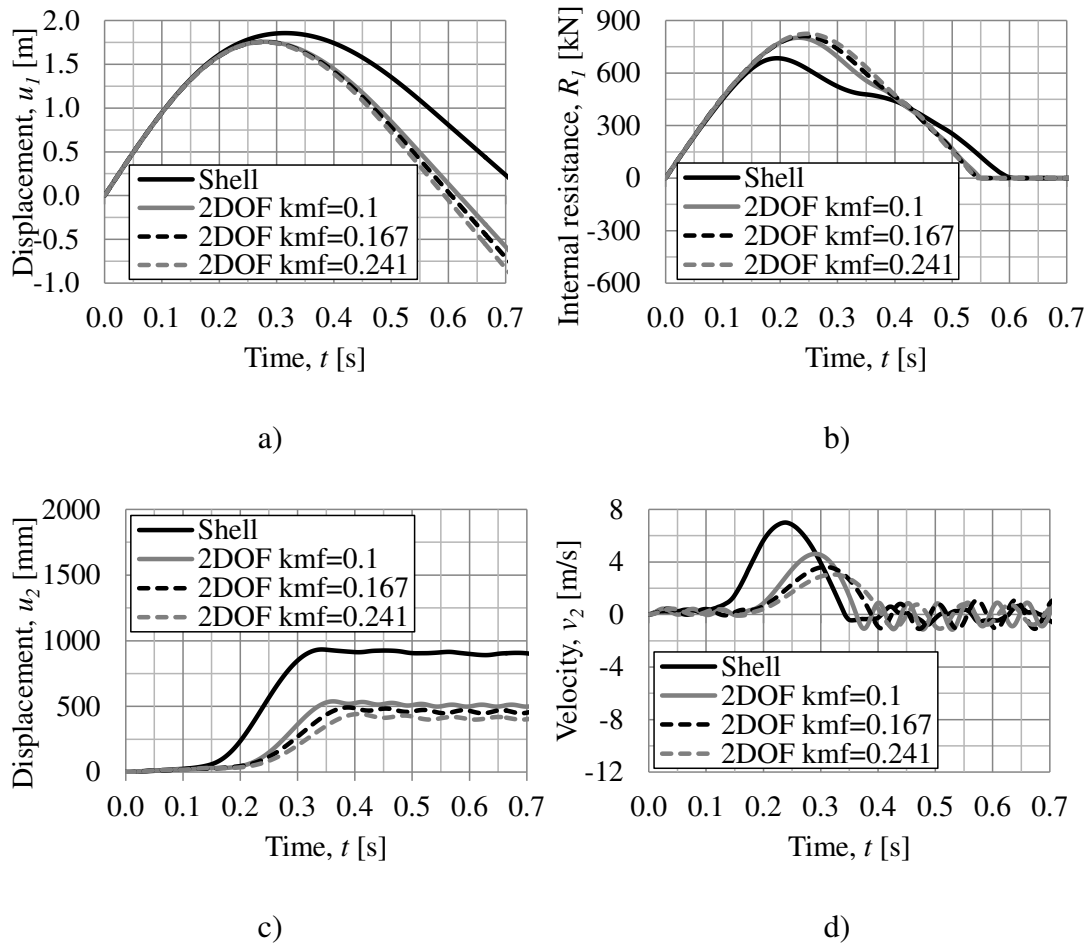 Displacement, u1 [m]
2.0
1.5
1.0
0.5
0.0
-0.5
-1.0
Shell
2DOF kmf=0.1
2DOF kmf=0.167
2DOF kmf=0.241
0.0 0.1 0.2 0.3 0.4 0.5 0.6 0.7
Time, t [s]
a)
Internal resistance, R1 [kN]
900
600
300
0
-300
-600
Shell
2DOF kmf=0.1
2DOF kmf=0.167
2DOF kmf=0.241
0.0 0.1 0.2 0.3 0.4 0.5 0.6 0.7
Time, t [s]
b)
Displacement, u2 [mm]
2000
1500
1000
500
0
Shell
2DOF kmf=0.1
2DOF kmf=0.167
2DOF kmf=0.241
0.0 0.1 0.2 0.3 0.4 0.5 0.6 0.7
Time, t [s]
c)
Velocity, v2 [m/s]
8
4
0
-4
-8
-12
Shell
2DOF kmf=0.1
2DOF kmf=0.167
2DOF kmf=0.241
0.0 0.1 0.2 0.3 0.4 0.5 0.6 0.7
Time, t [s]
d)